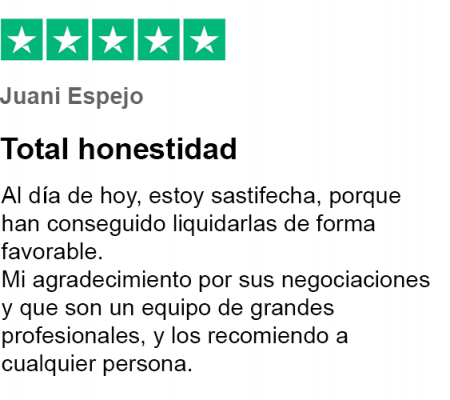 Juani Espejo
Total honestidad
Al día de hoy, estoy sastifecha, porque
han conseguido liquidarlas de forma
favorable.
Mi agradecimiento por sus negociaciones
y que son un equipo de grandes
profesionales, y los recomiendo a
cualquier persona.